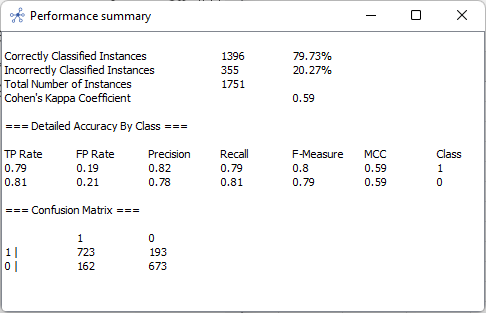 Performance summary
Correctly Classified Instances 1396 79.73%
Incorrectly Classified Instances 355 20.27%
Total Number of Instances 1751
Cohen's Kappa Coefficient 0.59
=== Detailed Accuracy By Class ===
TP Rate FP Rate Precision Recall F-Measure MCC Class
0.79 0.19 0.82 0.79 0.8 0.59 1
0.81 0.21 0.78 0.81 0.79 0.59 0
=== Confusion Matrix ===
1 0
1 | 723 193
0 | 162 673